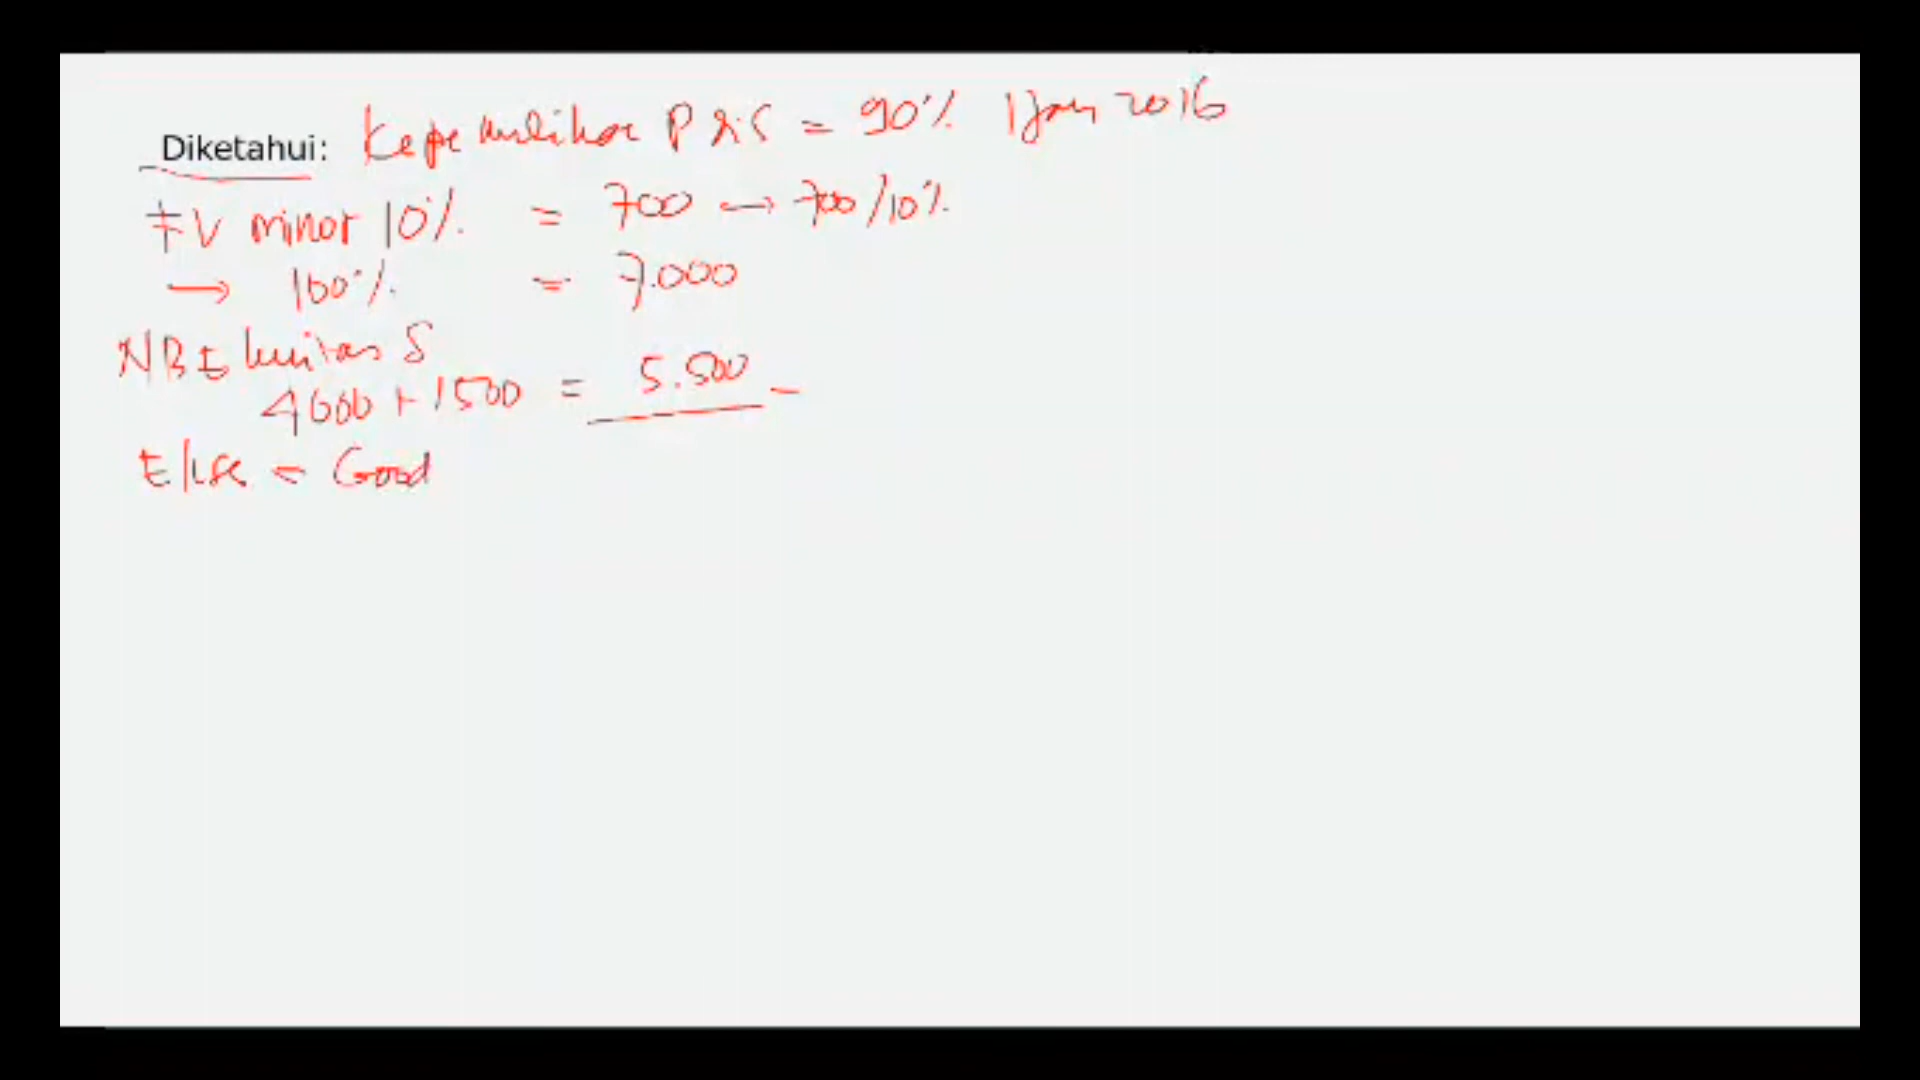 Diketahui: Kepemilikan P di S = 90% 1 Jan 2016
FV minor 10% = 700 → 700/10%
→ 100% = 7.000
NB Ekuitas S
4000 + 1500 = 5.500 -
= Good